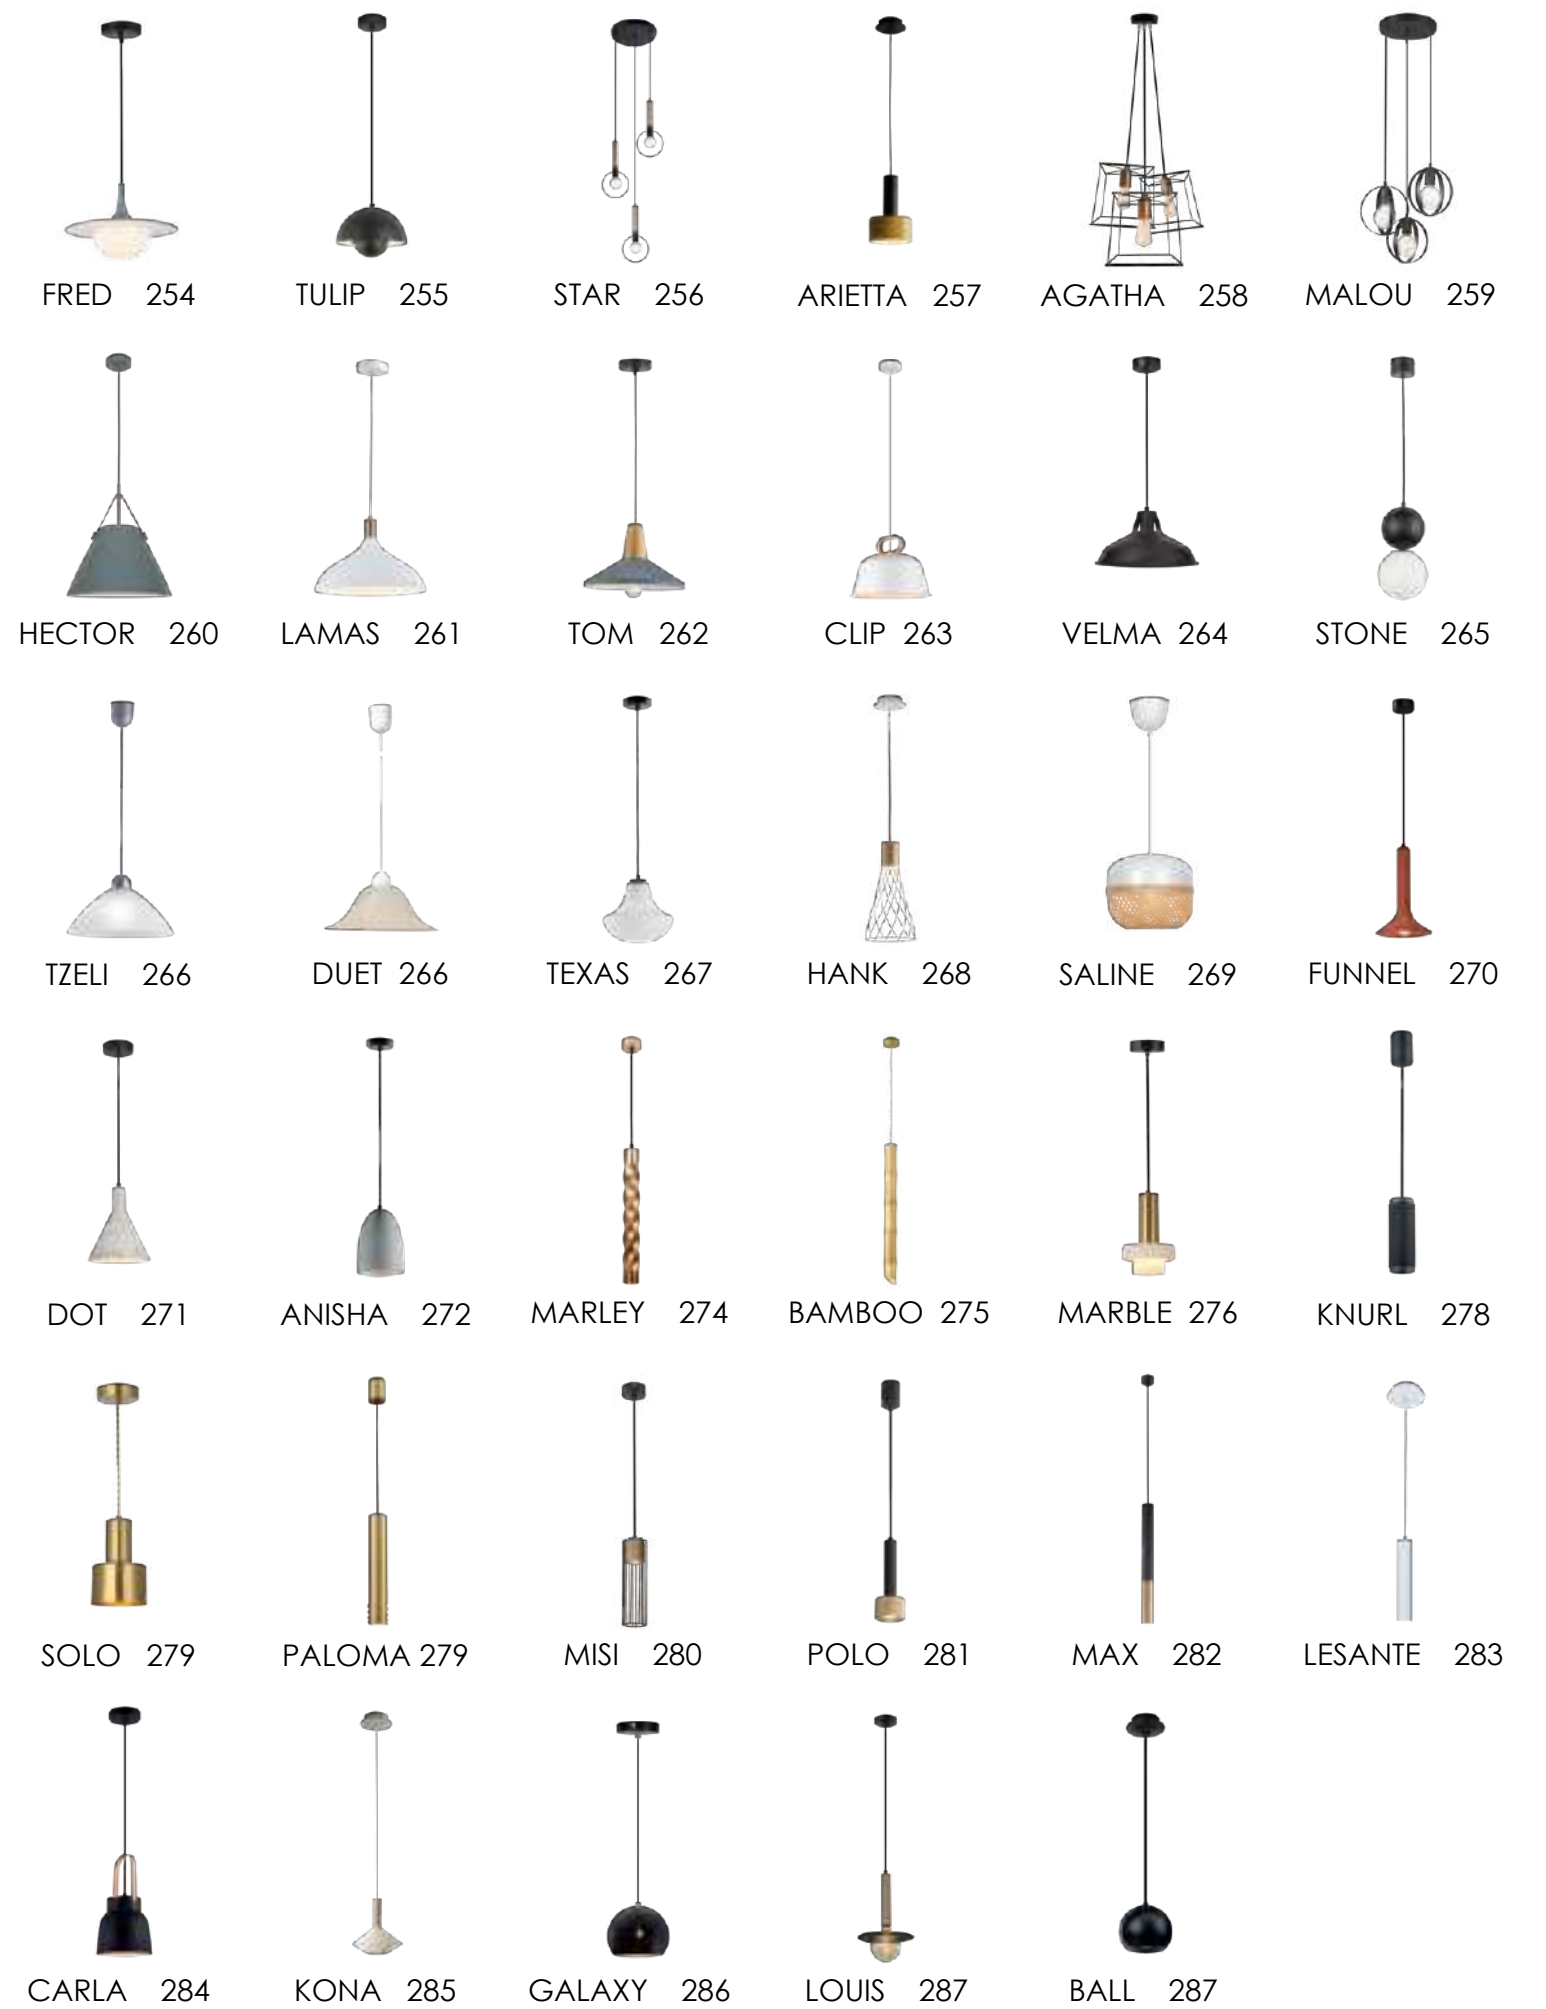 FRED 254 TULIP 255 STAR 256 ARIETTA 257 AGATHA 258 MALOU 259
HECTOR 260 LAMAS 261 TOM 262 CLIP 263 VELMA 264 STONE 265
TZELI 266 DUET 266 TEXAS 267 HANK 268 SALINE 269 FUNNEL 270
DOT 271 ANISHA 272 MARLEY 274 BAMBOO 275 MARBLE 276 KNURL 278
SOLO 279 PALOMA 279 MISI 280 POLO 281 MAX 282 LESANTE 283
CARLA 284 KONA 285 GALAXY 286 LOUIS 287 BALL 287